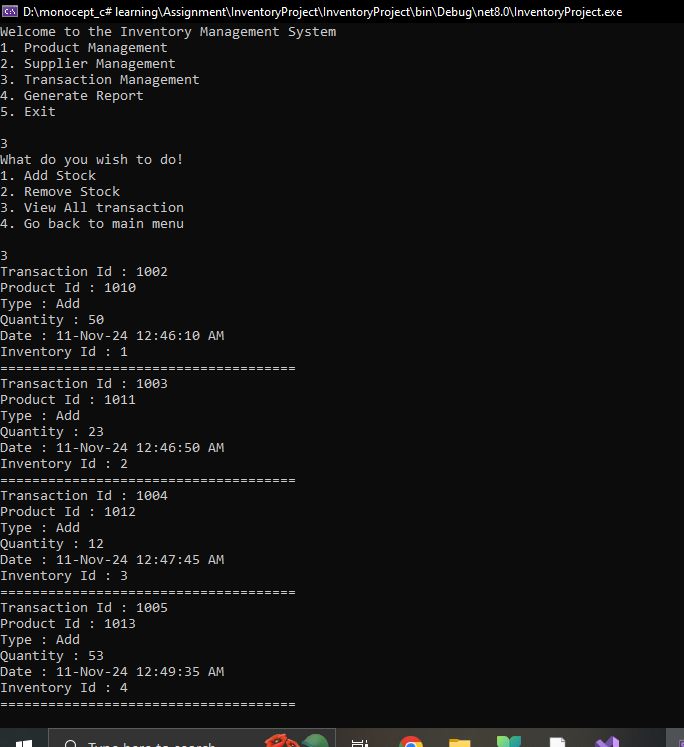 D:\monocept_c# learning\Assignment\InventoryProject\InventoryProject\bin\Debug\net8.0\InventoryProject.exe
Welcome to the Inventory Management System
1. Product Management
2. Supplier Management
3. Transaction Management
4. Generate Report
5. Exit
3
What do you wish to do!
1. Add Stock
2. Remove Stock
3. View All transaction
4. Go back to main menu
3
Transaction Id : 1002
Product Id : 1010
Type : Add
Quantity : 50
Date : 11-Nov-24 12:46:10 AM
Inventory Id : 1
=====================================
Transaction Id : 1003
Product Id : 1011
Type : Add
Quantity : 23
Date : 11-Nov-24 12:46:50 AM
Inventory Id : 2
=====================================
Transaction Id : 1004
Product Id : 1012
Type : Add
Quantity : 12
Date : 11-Nov-24 12:47:45 AM
Inventory Id : 3
=====================================
Transaction Id : 1005
Product Id : 1013
Type : Add
Quantity : 53
Date : 11-Nov-24 12:49:35 AM
Inventory Id : 4
=====================================
Type here to search